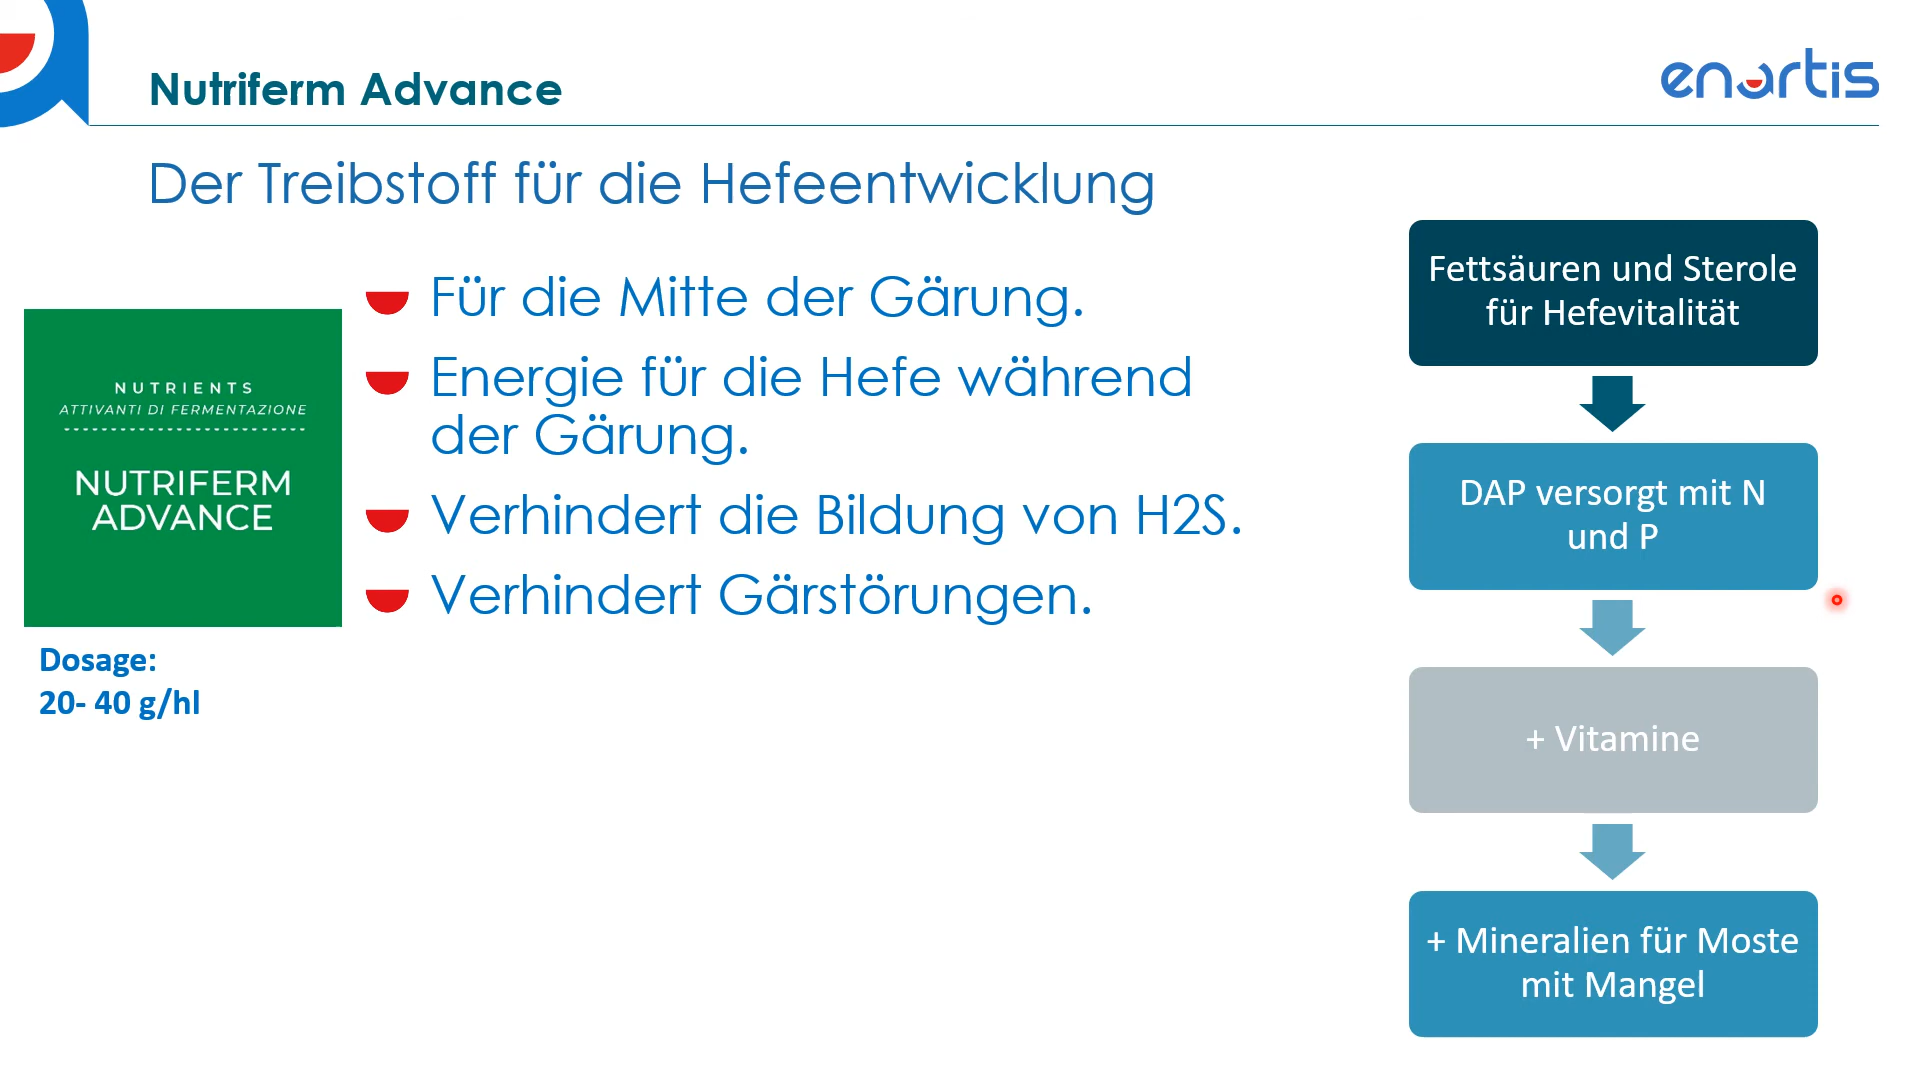 Nutriferm Advance
enartis
Der Treibstoff für die Hefeentwicklung
Für die Mitte der Gärung.
Energie für die Hefe während
der Gärung.
Verhindert die Bildung von H2S.
Verhindert Gärstörungen.
NUTRIENTS
ATTIVANTI DI FERMENTAZIONE
NUTRIFERM
ADVANCE
Dosage:
20- 40 g/hl
Fettsäuren und Sterole
für Hefevitalität
DAP versorgt mit N
und P
+ Vitamine
+ Mineralien für Moste
mit Mangel